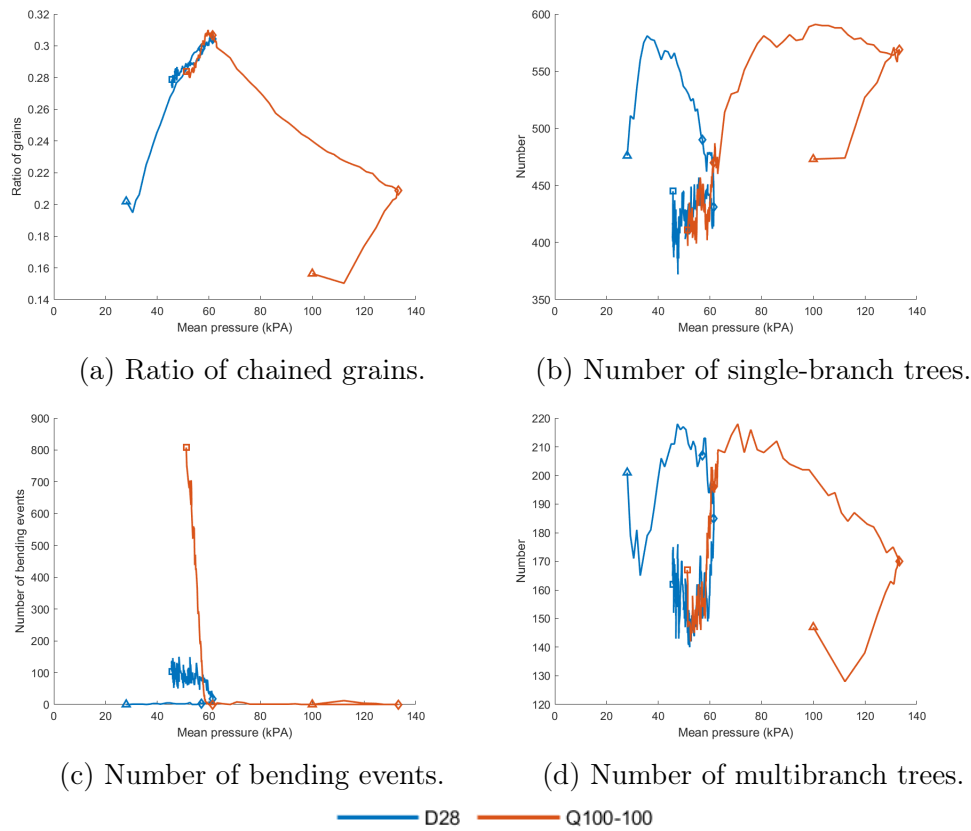 0.32
0.3
0.28
0.26
0.24
0.22
0.2
0.18
0.16
0.14
Ratio of grains
0 20 40 60 80 100 120 140
Mean pressure (kPA)
(a) Ratio of chained grains.
600
550
500
450
400
350
Number
0 20 40 60 80 100 120 140
Mean pressure (kPA)
(b) Number of single-branch trees.
900
800
700
600
500
400
300
200
100
0
Number of bending events
0 20 40 60 80 100 120 140
Mean pressure (kPA)
(c) Number of bending events.
220
210
200
190
180
170
160
150
140
130
120
Number
0 20 40 60 80 100 120 140
Mean pressure (kPA)
(d) Number of multibranch trees.
D28 Q100-100